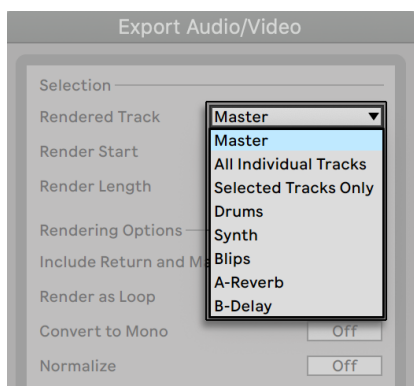 Export Audio/Video
Selection
Rendered Track Master
Master
Render Start
All Individual Tracks
Render Length Selected Tracks Only
Drums
Rendering Options
Synth
Include Return and Blips
A-Reverb
Render as Loop
B-Delay
Convert to Mono Off
Normalize Off